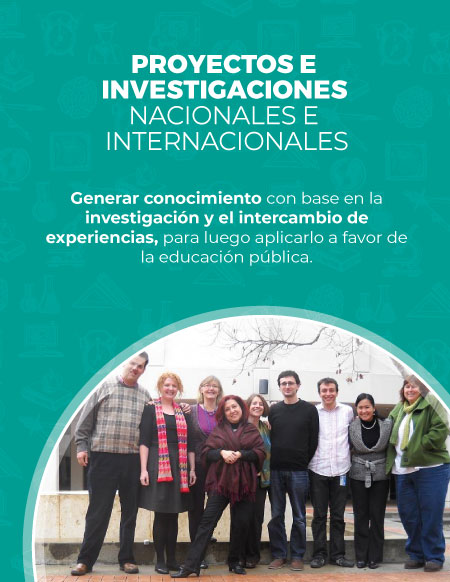 PROYECTOS E
INVESTIGACIONES
NACIONALES E
INTERNACIONALES
Generar conocimiento con base en la
investigación y el intercambio de
experiencias, para luego aplicarlo a favor de
la educación pública.